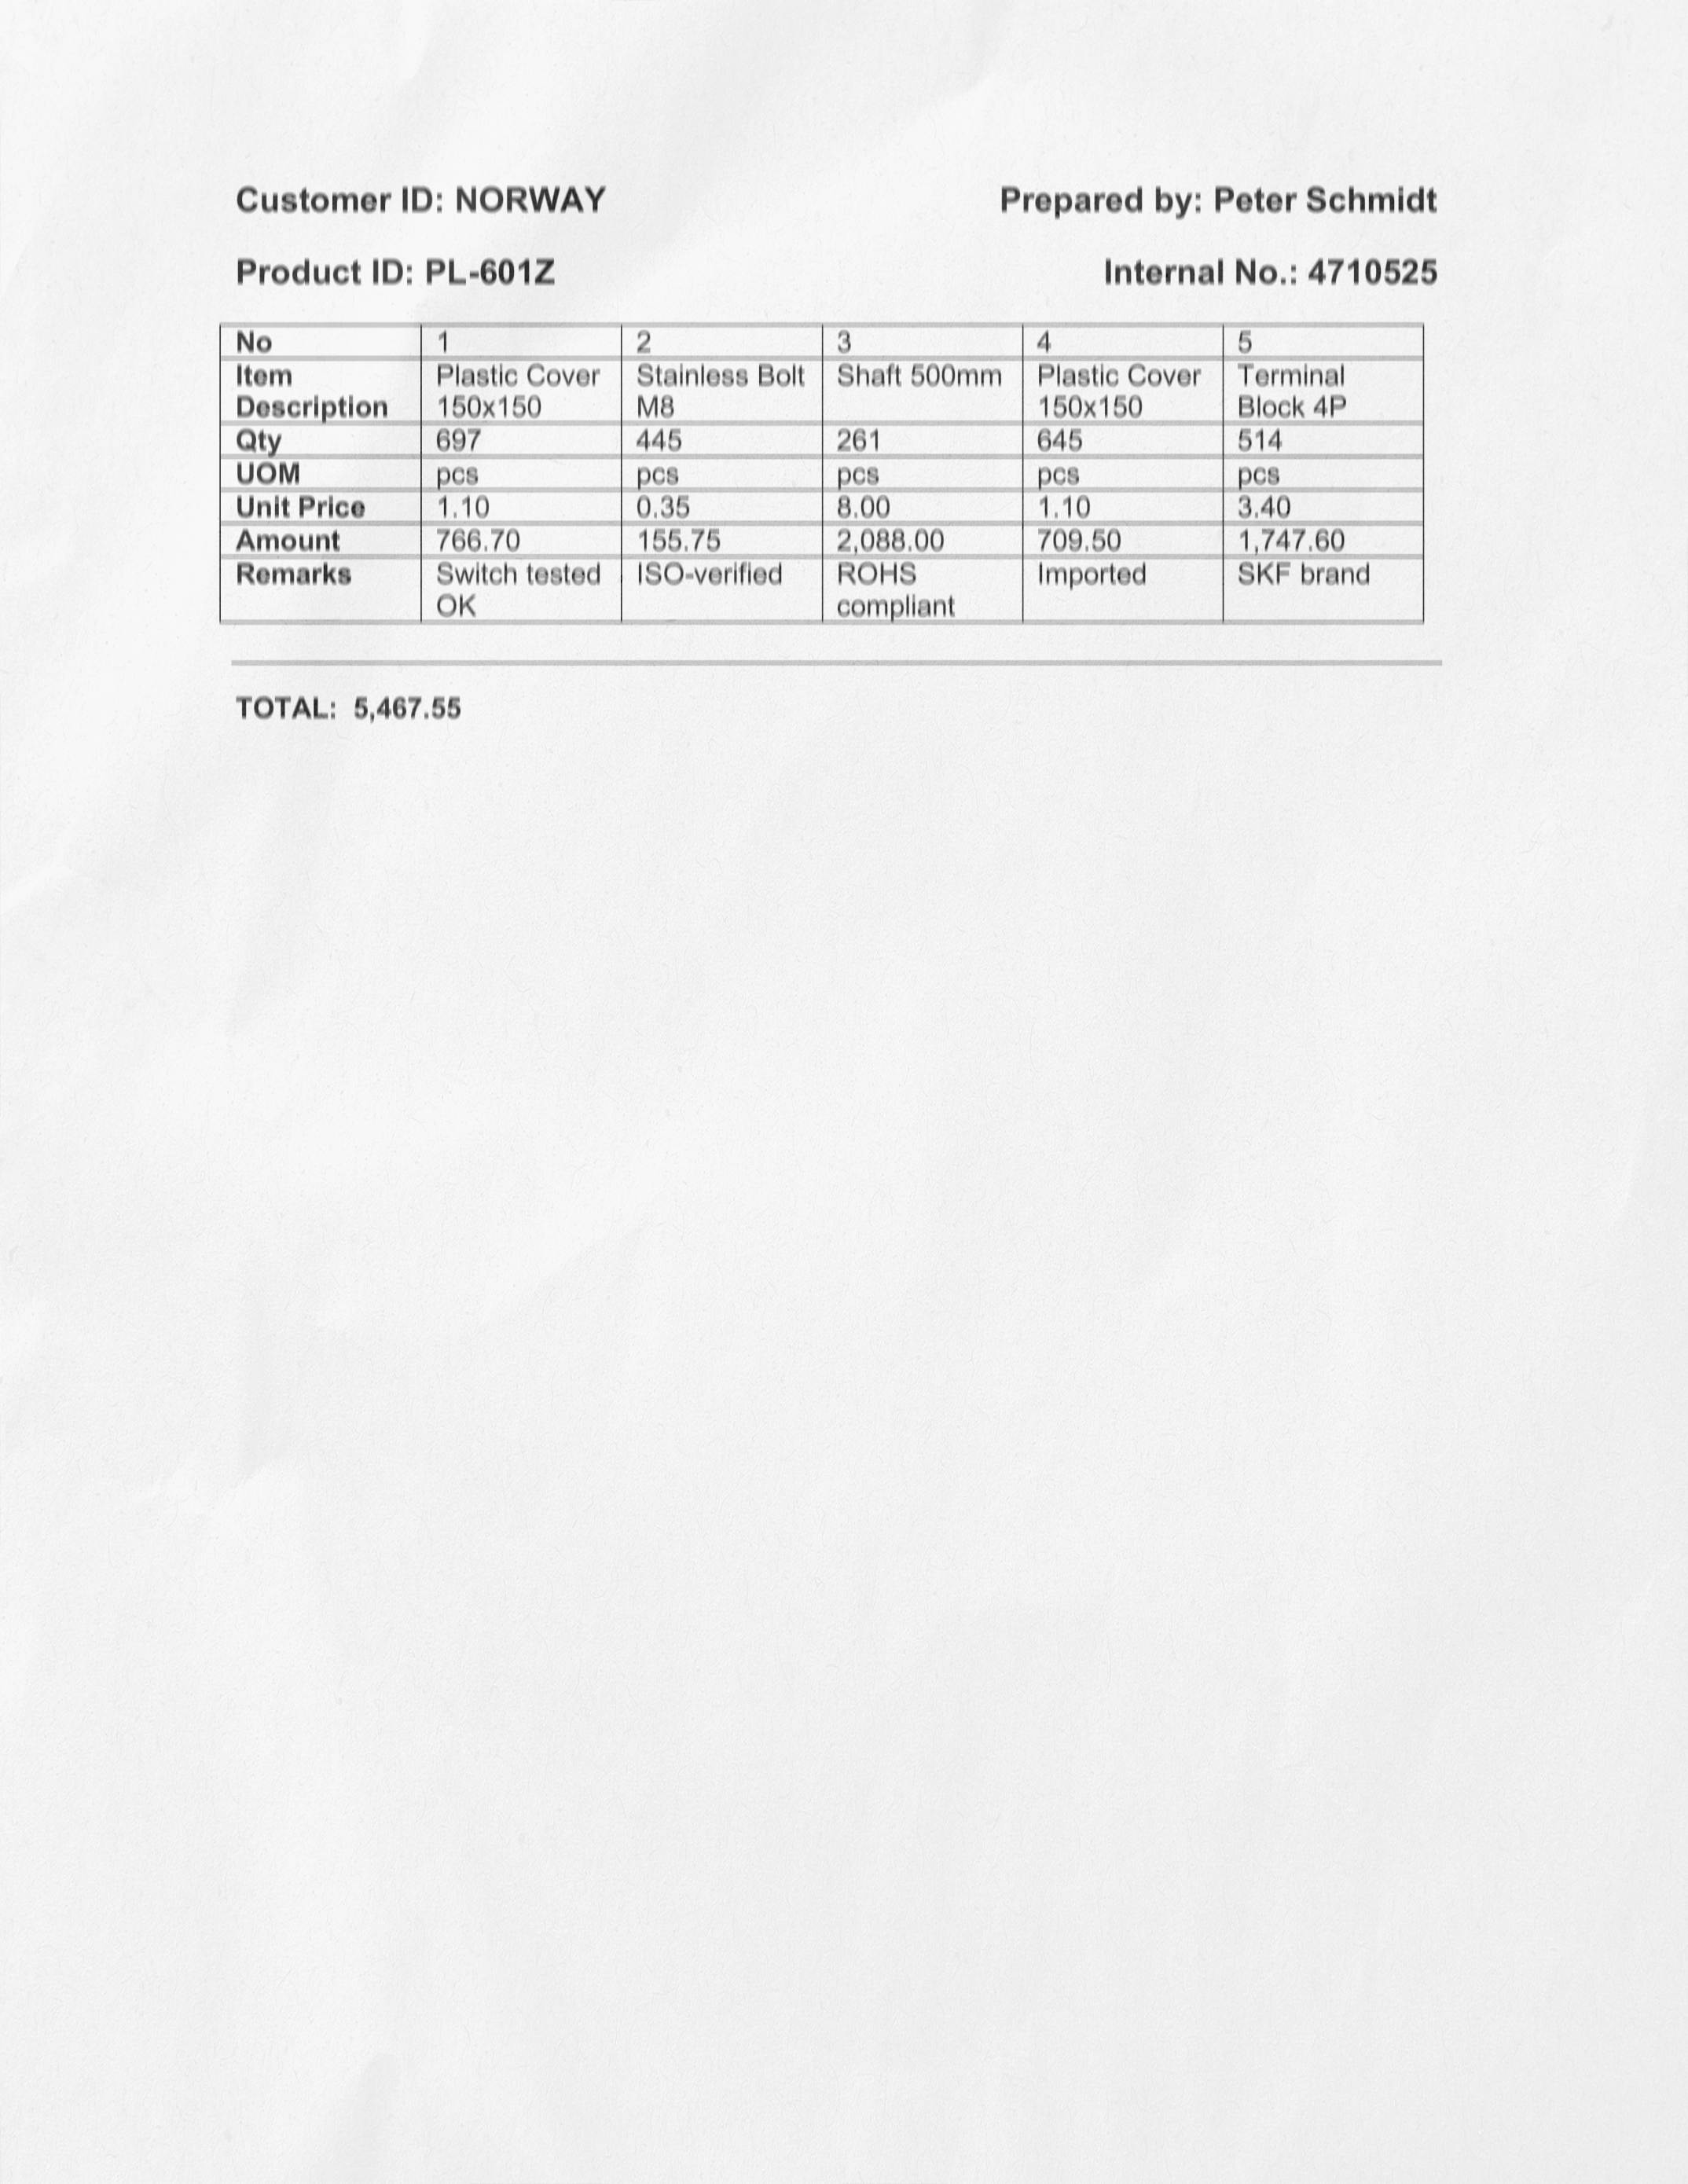 Customer ID: NORWAY Prepared by: Peter Schmidt
Product ID: PL-601Z Internal No.: 4710525
No 1 2 3 4 5
Item Plastic Cover Stainless Bolt Shaft 500mm Plastic Cover Terminal
Description 150x150 M8 150x150 Block 4P
Qty 697 445 261 645 514
UOM pcs pcs pcs pcs pcs
Unit Price 1.10 0.35 8.00 1.10 3.40
Amount 766.70 155.75 2,088.00 709.50 1,747.60
Remarks Switch tested ISO-verified ROHS Imported SKF brand
OK compliant
TOTAL: 5,467.55